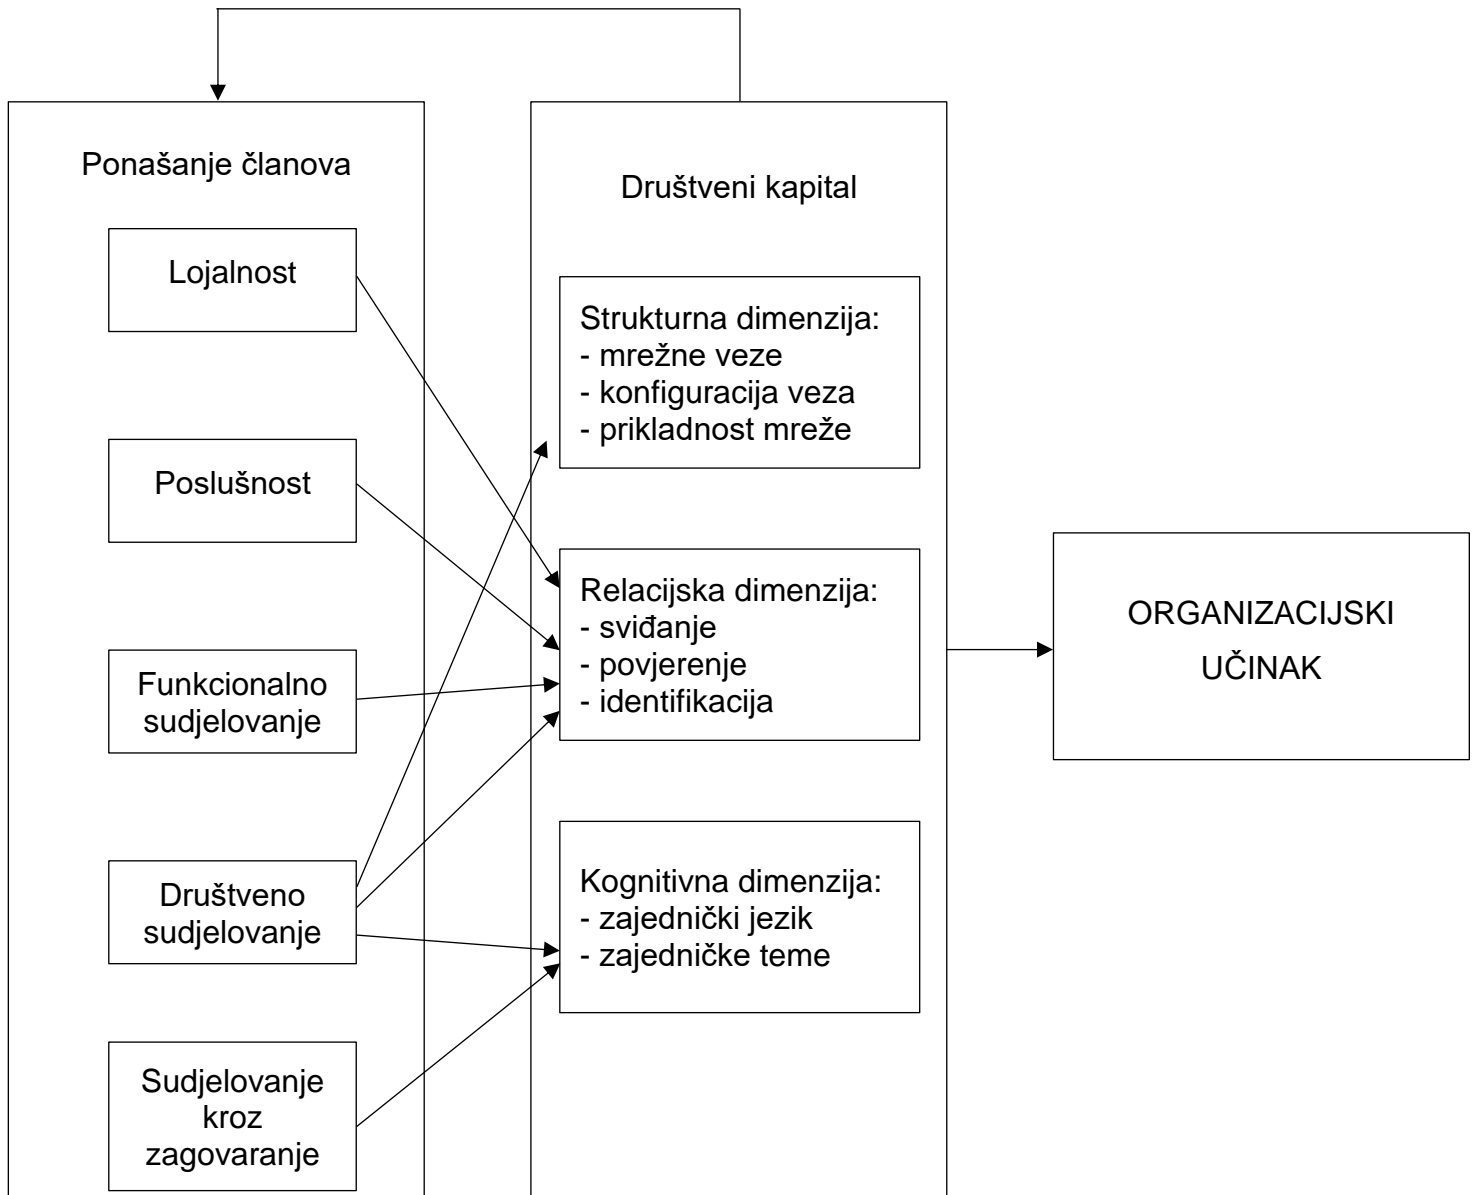 Ponašanje članova
Lojalnost
Poslušnost
Funkcionalno
sudjelovanje
Društveno
sudjelovanje
Sudjelovanje
kroz
zagovaranje
Društveni kapital
Strukturna dimenzija:
- mrežne veze
- konfiguracija veza
- prikladnost mreže
Relacijska dimenzija:
- sviđanje
- povjerenje
- identifikacija
Kognitivna dimenzija:
- zajednički jezik
- zajedničke teme
ORGANIZACIJSKI
UČINAK